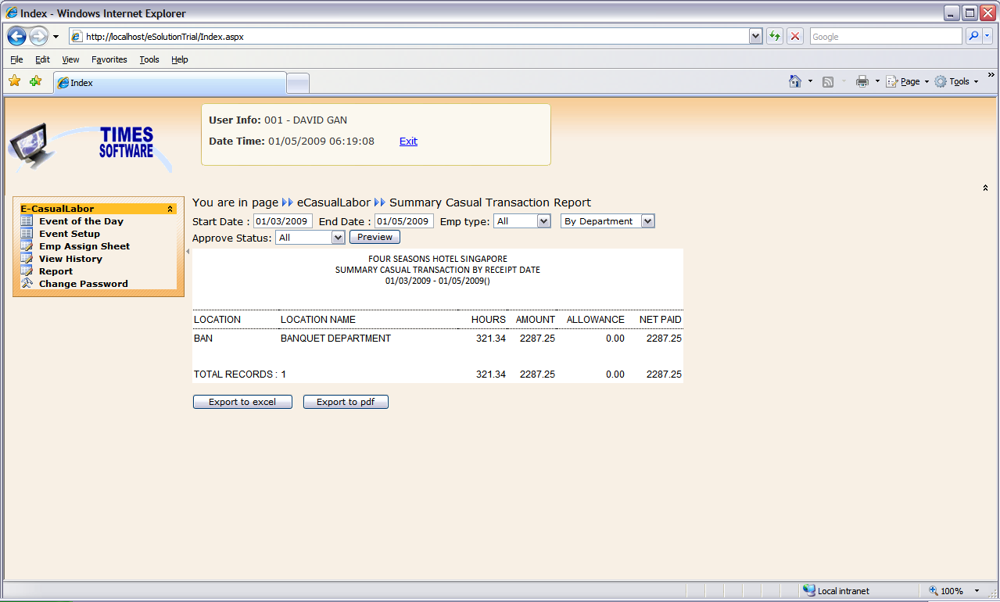 Index - Windows Internet Explorer
http://localhost/eSolutionTrial/Index.aspx
Google
File Edit View Favorites Tools Help
Index
Page Tools
TIMES
SOFTWARE
User Info: 001 - DAVID GAN
Date Time: 01/05/2009 06:19:08 Exit
E-CasualLabor
Event of the Day
Event Setup
Emp Assign Sheet
View History
Report
Change Password
You are in page eCasualLabor Summary Casual Transaction Report
Start Date : 01/03/2009 End Date : 01/05/2009 Emp type: All By Department
Approve Status: All Preview
FOUR SEASONS HOTEL SINGAPORE
SUMMARY CASUAL TRANSACTION BY RECEIPT DATE
01/03/2009 - 01/05/2009()
LOCATION LOCATION NAME HOURS AMOUNT ALLOWANCE NET PAID
BAN BANQUET DEPARTMENT 321.34 2287.25 0.00 2287.25
TOTAL RECORDS : 1 321.34 2287.25 0.00 2287.25
Export to excel Export to pdf
Local intranet 100%